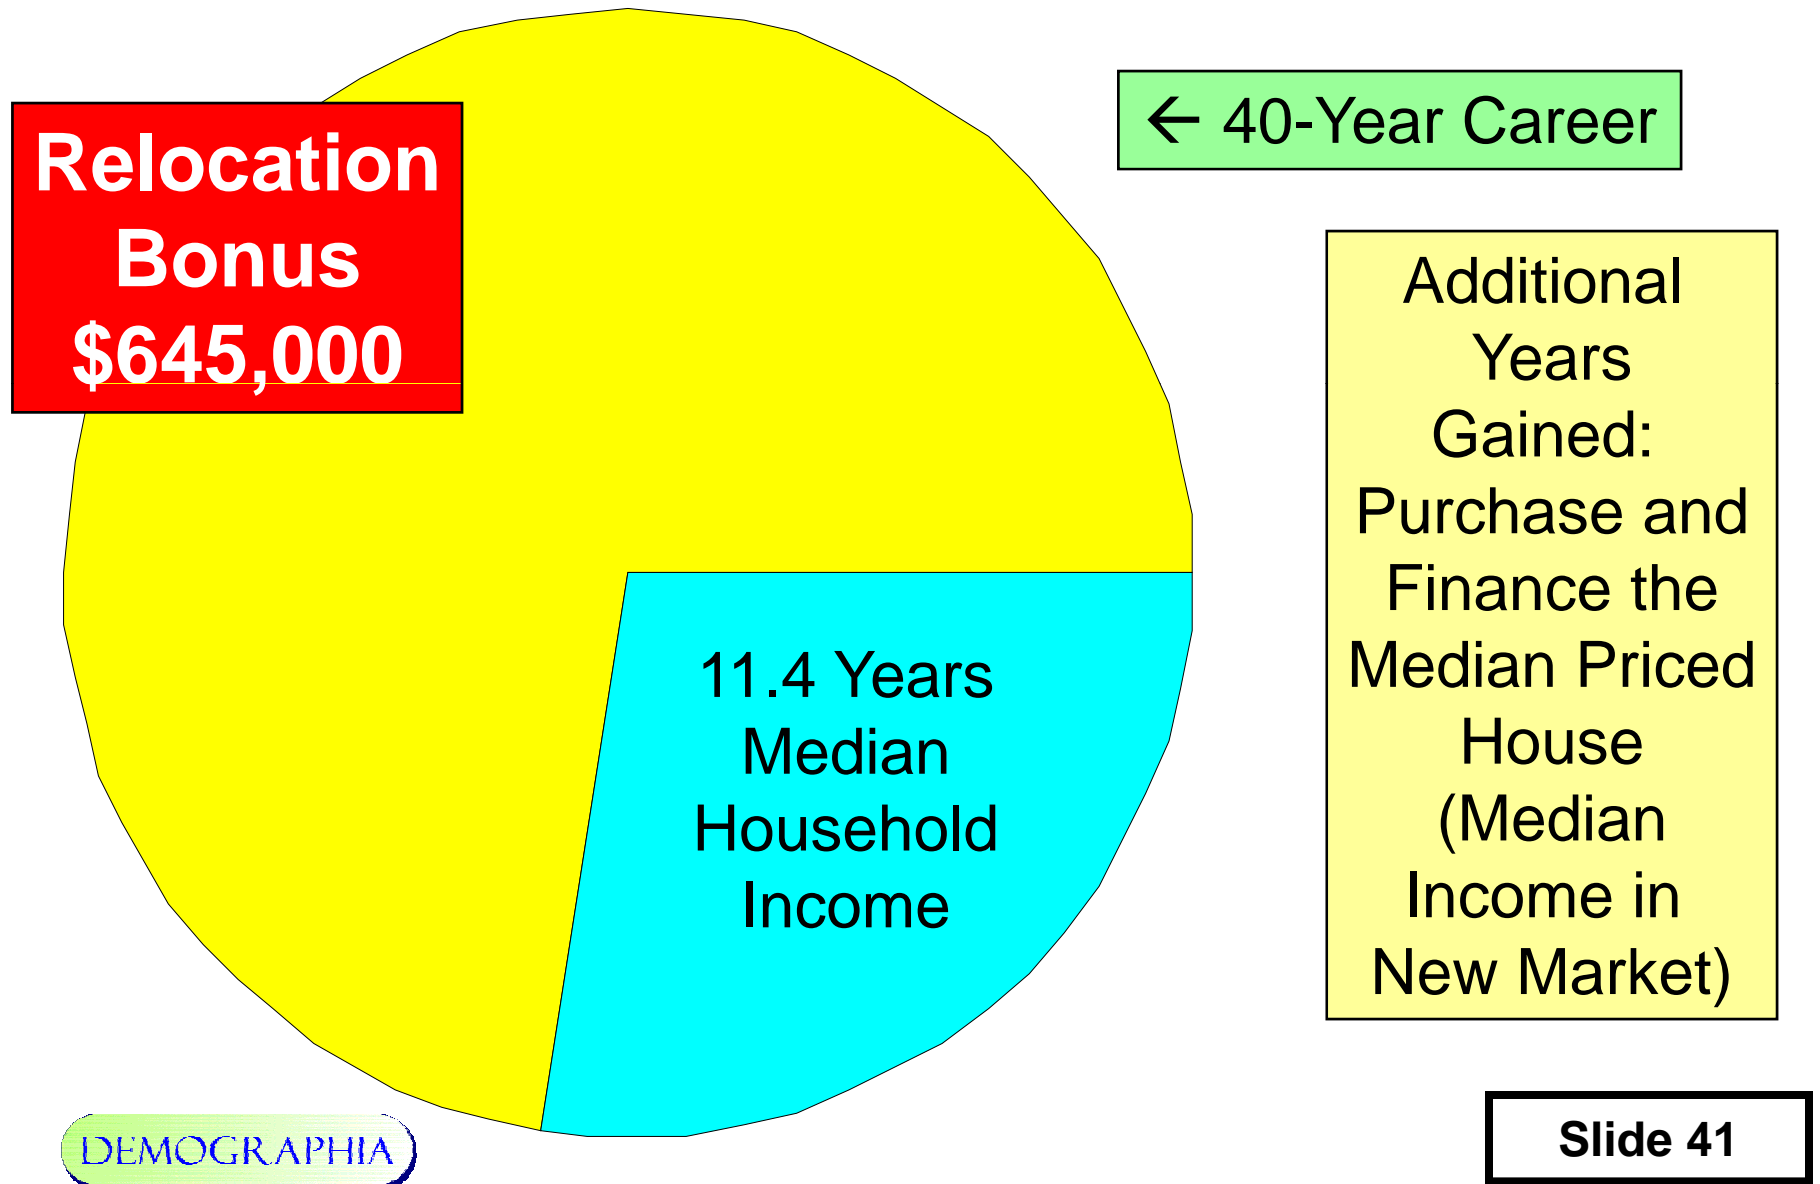 Relocation
Bonus
$645,000
← 40-Year Career
Additional
Years
Gained:
Purchase and
Finance the
Median Priced
House
(Median
Income in
New Market)
11.4 Years
Median
Household
Income
DEMOGRAPHIA
Slide 41